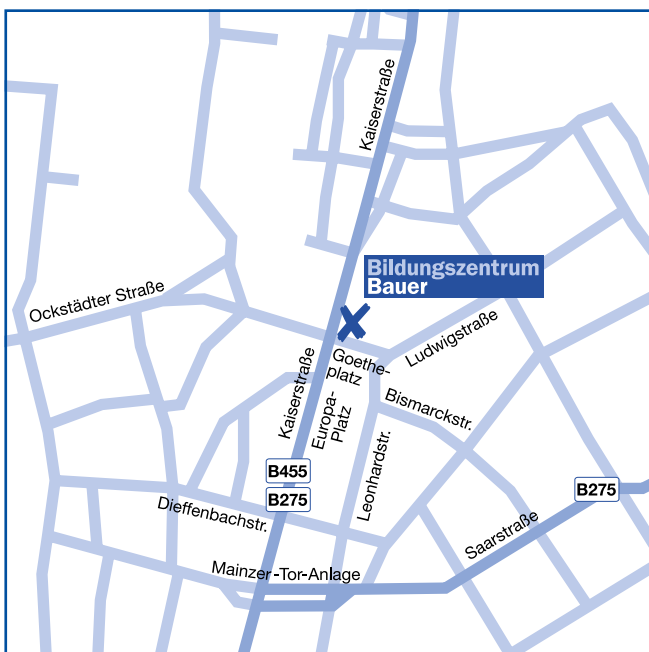 Kaiserstraße
Bildungszentrum
Bauer
Ockstädter Straße
Ludwigstraße
Goethe-
platz
Kaiserstraße
Europa-
Platz
Bismarckstr.
Leonhardstr.
B455
B275
B275
Dieffenbachstr.
Saarstraße
Mainzer-Tor-Anlage